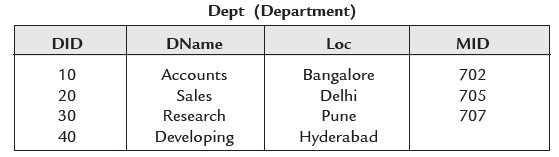 Dept (Department)
DID DName Loc MID
10 Accounts Bangalore 702
20 Sales Delhi 705
30 Research Pune 707
40 Developing Hyderabad